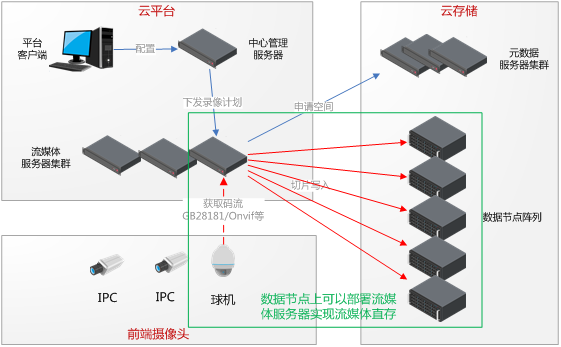 云平台
云存储
平台
客户端
配置
中心管理
服务器
元数据
服务器集群
下发录像计划
申请空间
流媒体
服务器集群
切片写入
获取码流
GB28181/Onvif等
数据节点阵列
IPC
IPC
球机
数据节点上可以部署流媒
体服务器实现流媒体直存
前端摄像头